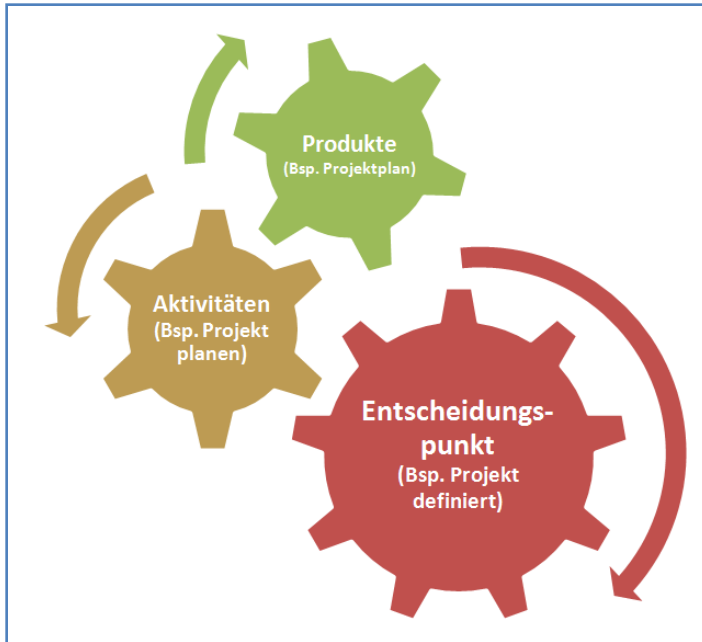 Produkte
(Bsp. Projektplan)
Aktivitäten
(Bsp. Projekt
planen)
Entscheidungs-
punkt
(Bsp. Projekt
definiert)